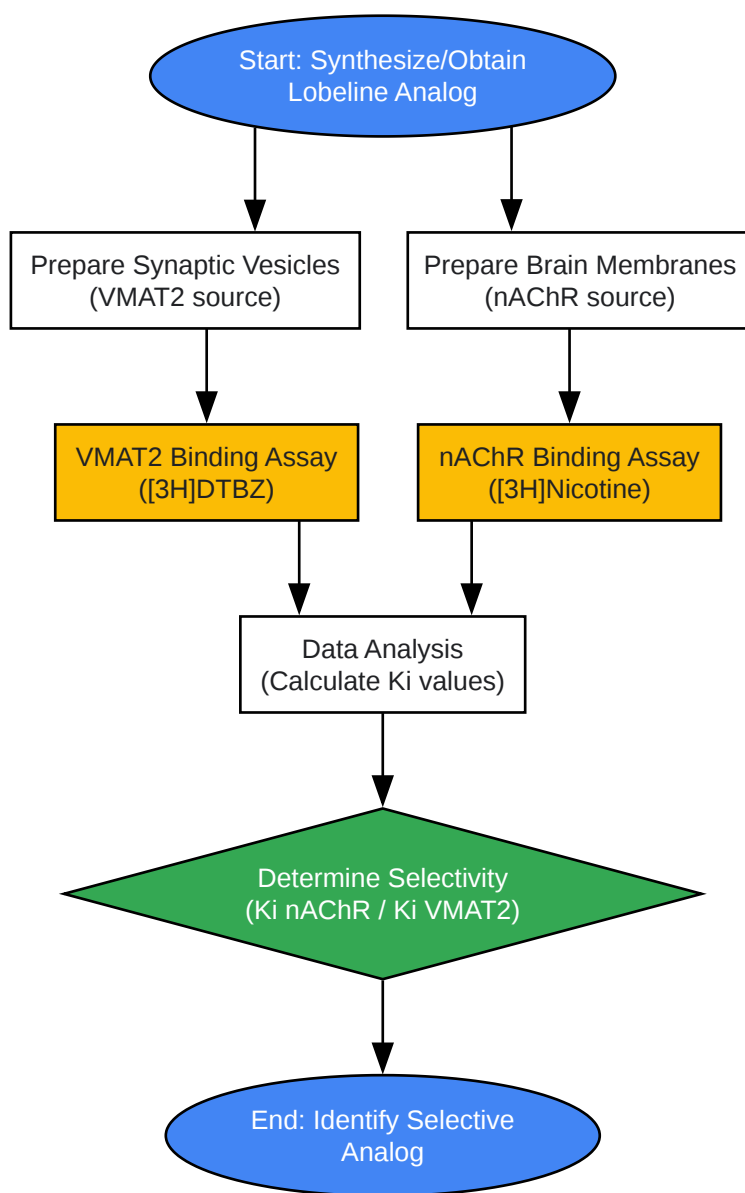 Start: Synthesize/Obtain
Lobeline Analog
Prepare Synaptic Vesicles
(VMAT2 source)
Prepare Brain Membranes
(nAChR source)
VMAT2 Binding Assay
([3H]DTBZ)
nAChR Binding Assay
([3H]Nicotine)
Data Analysis
(Calculate Ki values)
Determine Selectivity
(Ki nAChR / Ki VMAT2)
End: Identify Selective
Analog